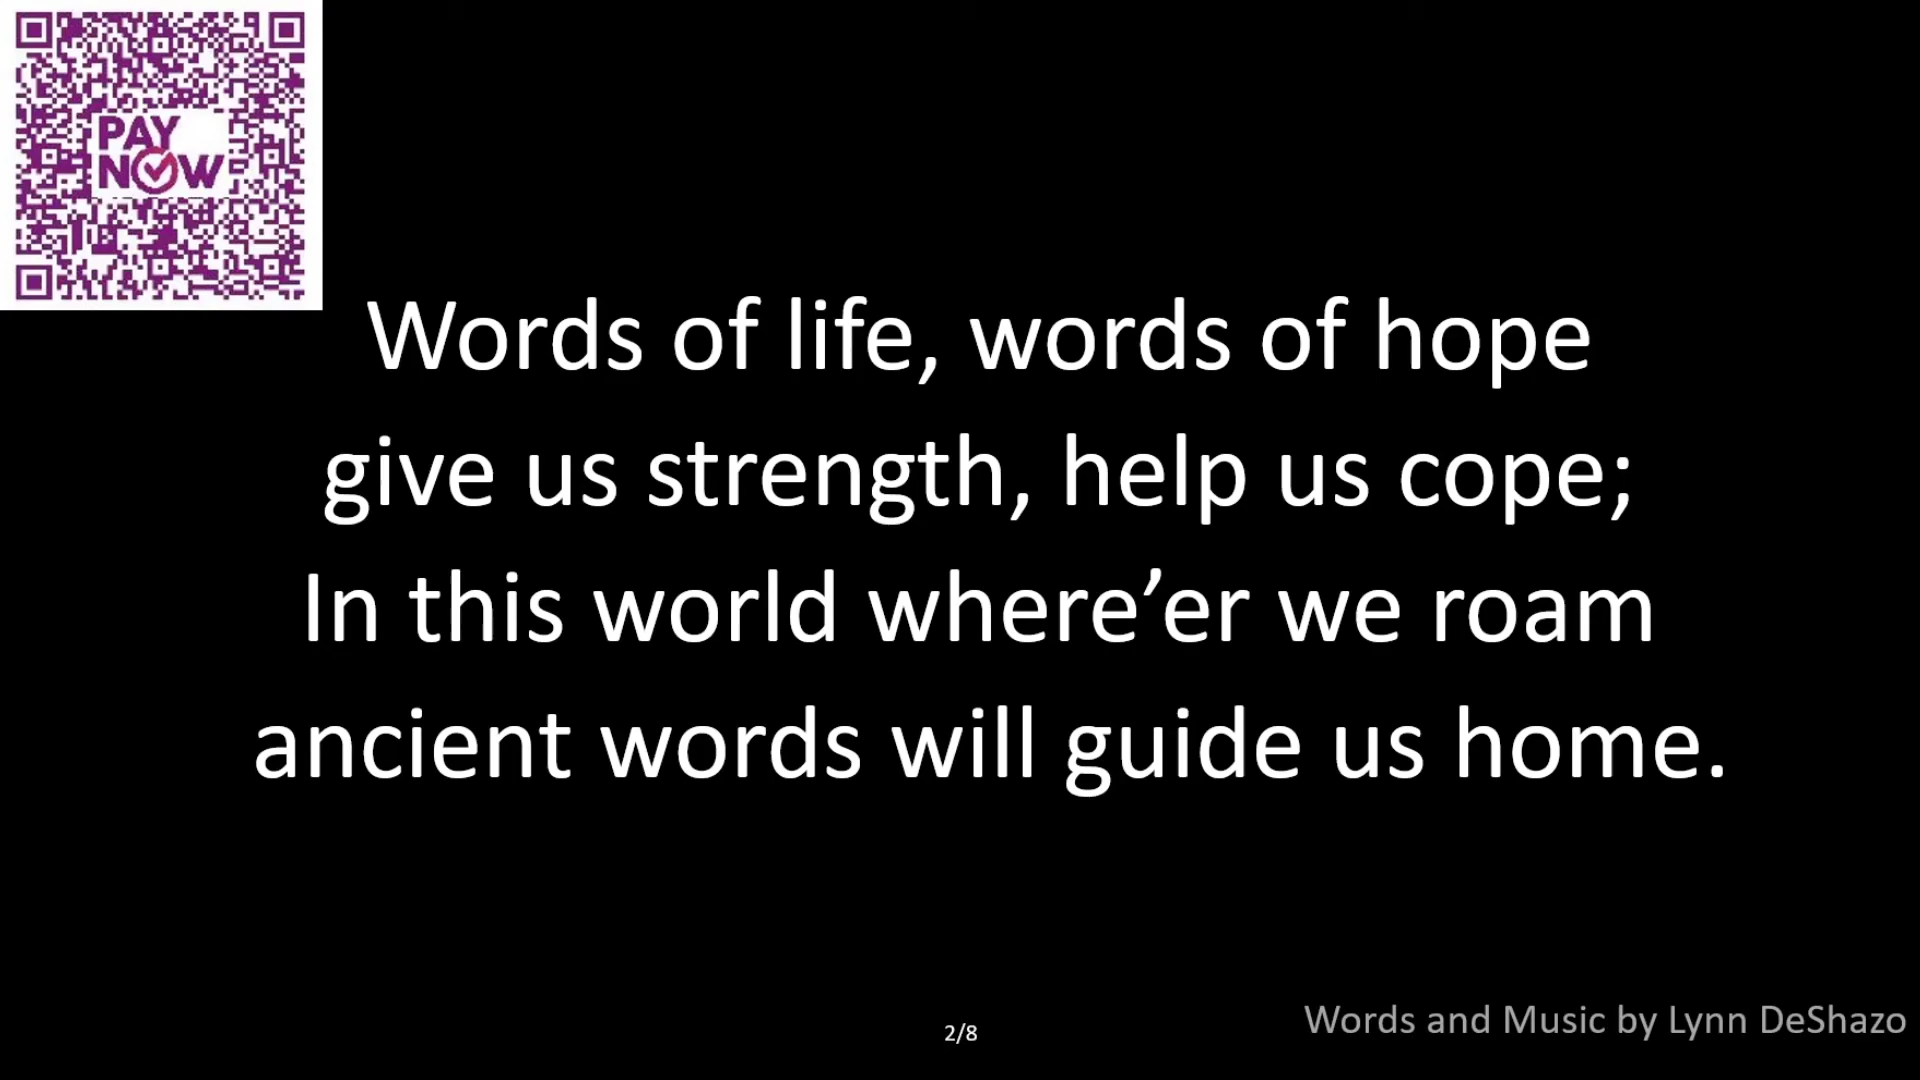 PAY
NOW
Words of life, words of hope
give us strength, help us cope;
In this world where’er we roam
ancient words will guide us home.
2/8
Words and Music by Lynn DeShazo